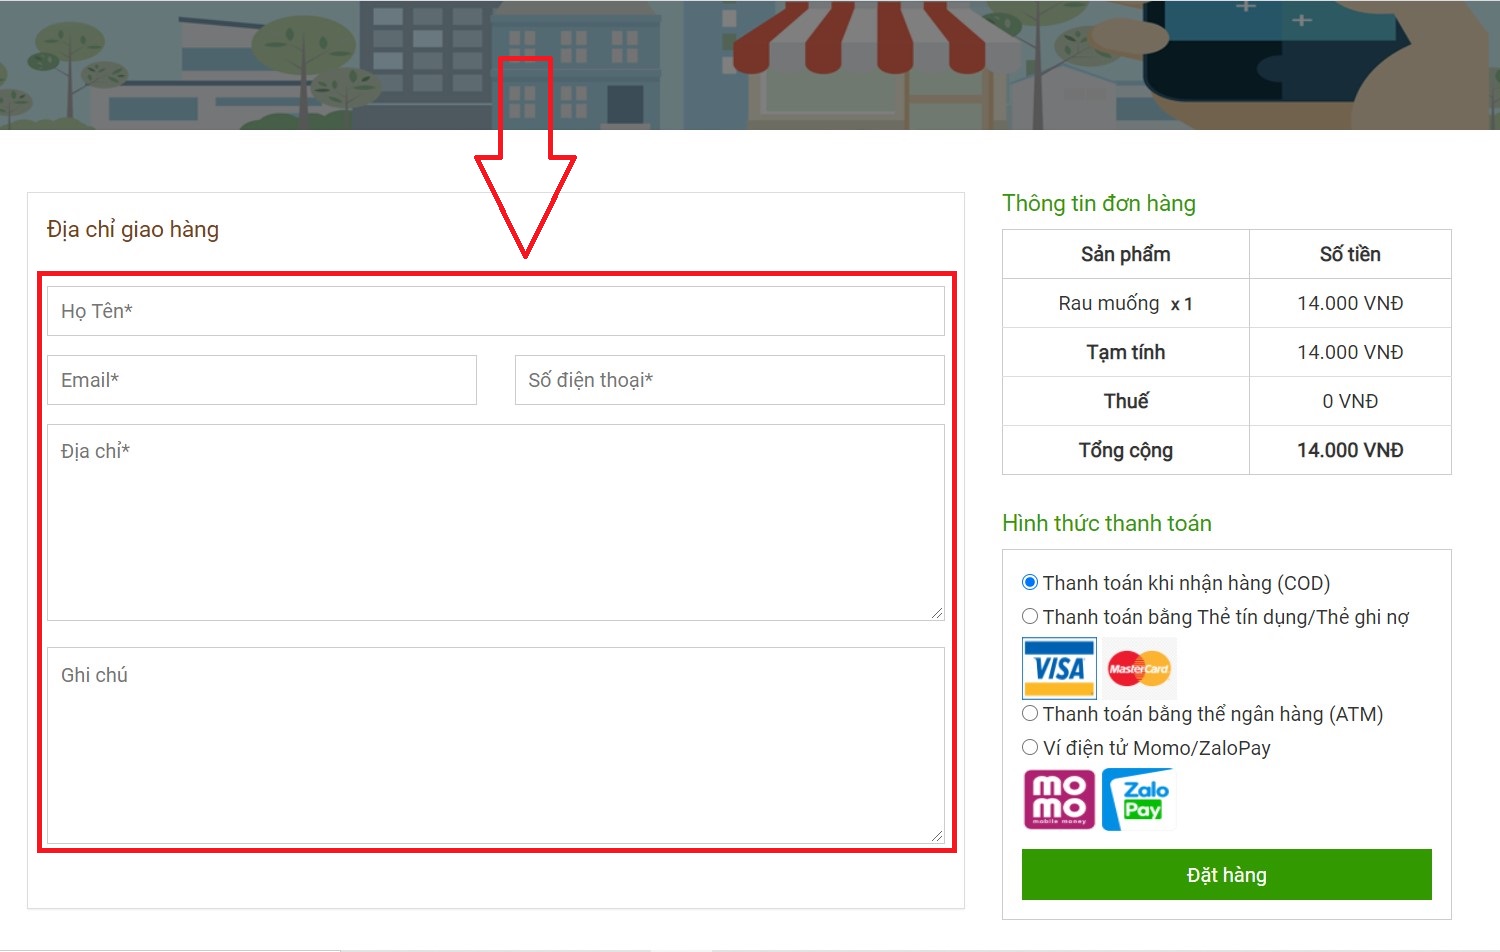 Địa chỉ giao hàng
Họ Tên*
Email*
Số điện thoại*
Địa chỉ*
Ghi chú
Thông tin đơn hàng
Sản phẩm Số tiền
Rau muống x 1 14.000 VNĐ
Tạm tính 14.000 VNĐ
Thuế 0 VNĐ
Tổng cộng 14.000 VNĐ
Hình thức thanh toán
Thanh toán khi nhận hàng (COD)
Thanh toán bằng Thẻ tín dụng/Thẻ ghi nợ
VISA MasterCard
Thanh toán bằng thể ngân hàng (ATM)
Ví điện tử Momo/ZaloPay
mo
mo
mobile money
Zalo
Pay
Đặt hàng